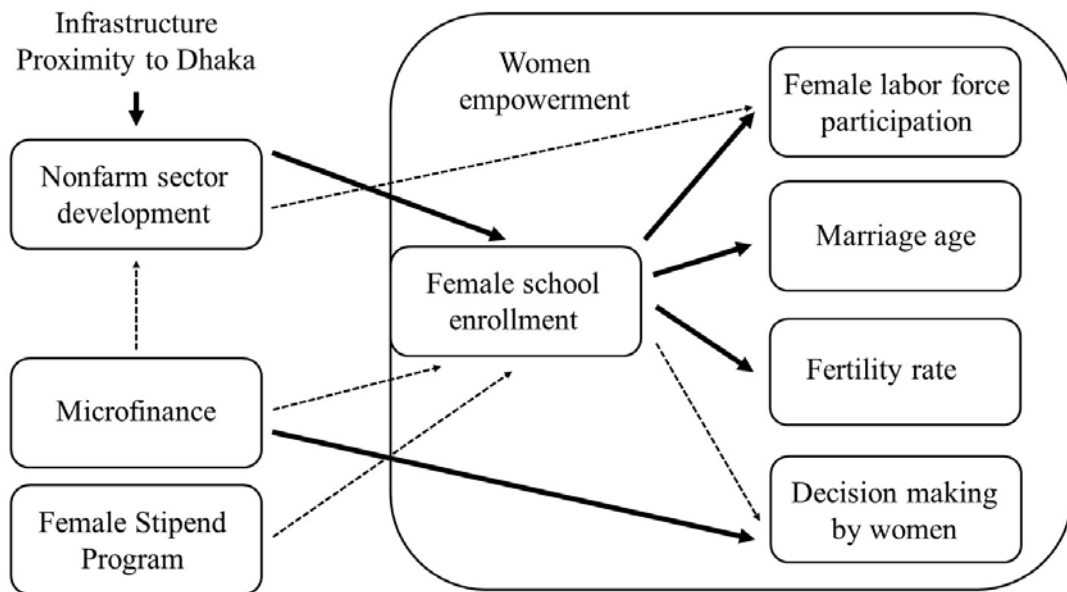 Infrastructure
Proximity to Dhaka
Nonfarm sector
development
Microfinance
Female Stipend
Program
Women
empowerment
Female school
enrollment
Female labor force
participation
Marriage age
Fertility rate
Decision making
by women